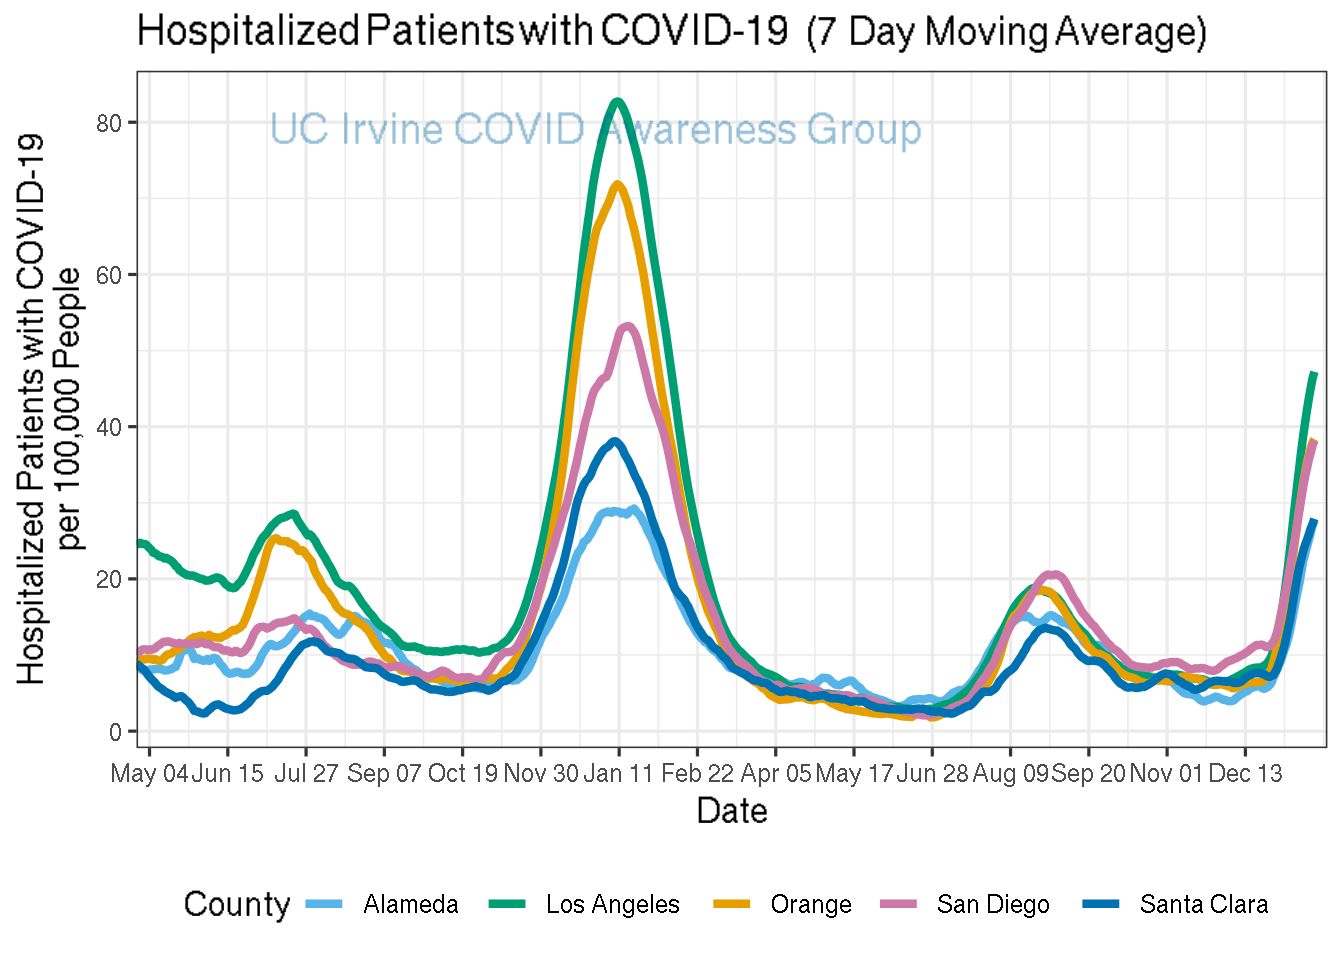 Hospitalized Patients with COVID-19 (7 Day Moving Average)
UC Irvine COVID Awareness Group
Hospitalized Patients with COVID-19
per 100,000 People
80
60
40
20
0
May 04 Jun 15 Jul 27 Sep 07 Oct 19 Nov 30 Jan 11 Feb 22 Apr 05 May 17 Jun 28 Aug 09 Sep 20 Nov 01 Dec 13
Date
County Alameda Los Angeles Orange San Diego Santa Clara